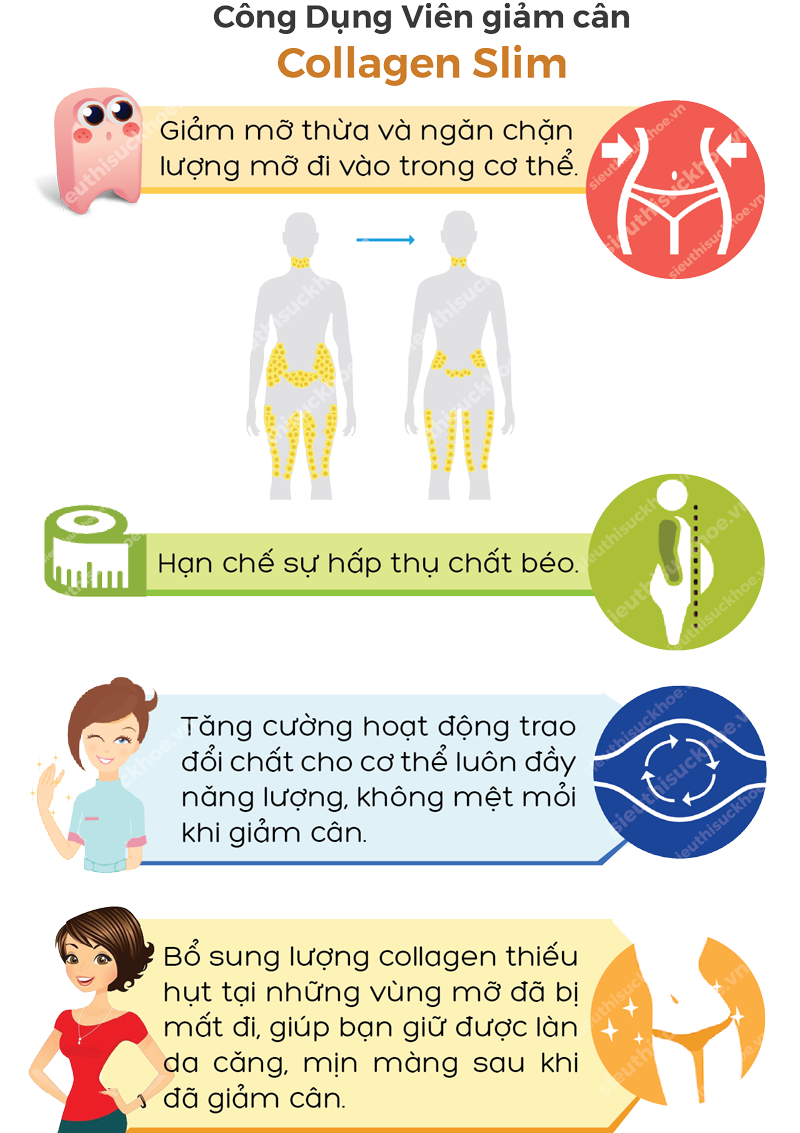 Công Dụng Viên giảm cân
Collagen Slim
Giảm mỡ thừa và ngăn chặn
lượng mỡ đi vào trong cơ thể.
Hạn chế sự hấp thụ chất béo.
Tăng cường hoạt động trao
đổi chất cho cơ thể luôn đầy
năng lượng, không mệt mỏi
khi giảm cân.
Bổ sung lượng collagen thiếu
hụt tại những vùng mỡ đã bị
mất đi, giúp bạn giữ được làn
da căng, mịn màng sau khi
đã giảm cân.
sieuthisuckhoe.vn